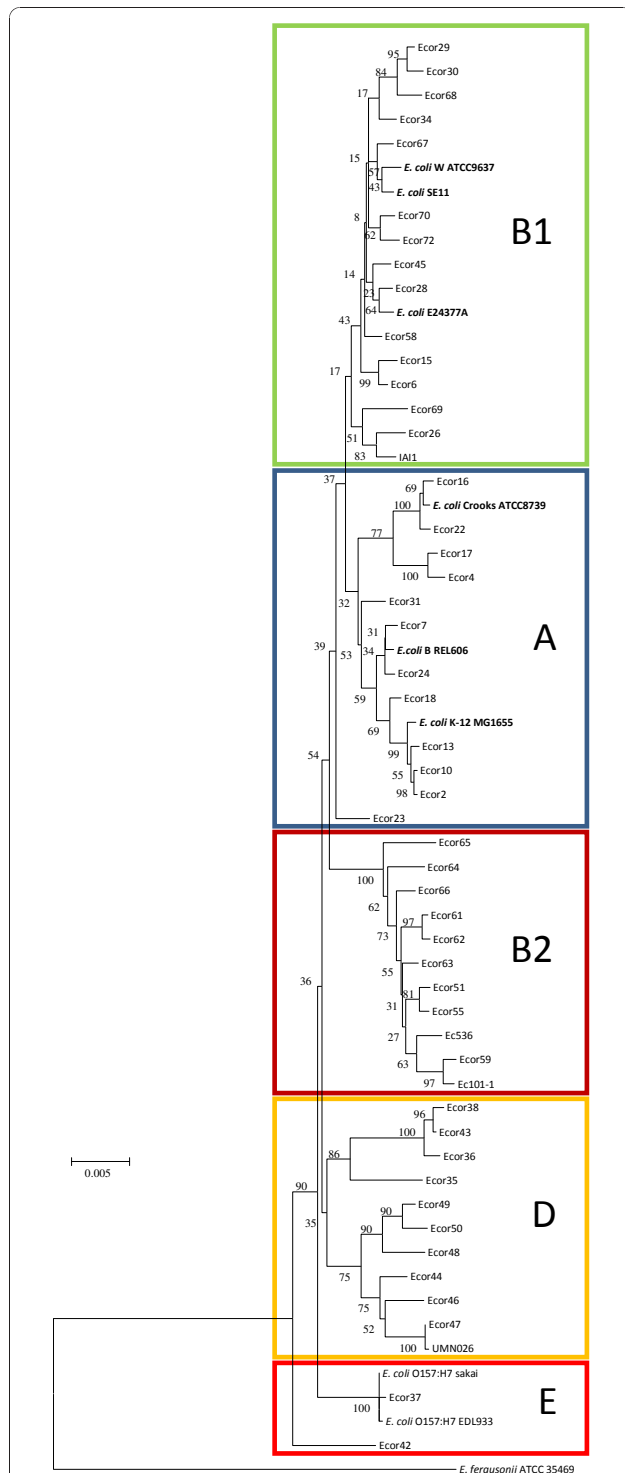 Ecor29
95
Ecor30
84
Ecor68
17
Ecor34
Ecor67
15
E. coli W ATCC9637
57
43
E. coli SE11
8
Ecor70
62
Ecor72
B1
14
Ecor45
Ecor28
23
64
E. coli E24377A
43
Ecor58
17
Ecor15
99
Ecor6
Ecor69
51
Ecor26
83
IAI1
37
Ecor16
69
E. coli Crooks ATCC8739
100
Ecor22
77
Ecor17
100
Ecor4
32
Ecor31
Ecor7
31
A
39
53
34
E.coli B REL606
Ecor24
59
Ecor18
69
E. coli K-12 MG1655
Ecor13
99
54
Ecor10
55
98
Ecor2
Ecor23
Ecor65
100
Ecor64
62
Ecor66
73
97
Ecor61
Ecor62
B2
55
Ecor63
36
81
Ecor51
31
Ecor55
27
Ec536
63
Ecor59
97
Ec101-1
Ecor38
96
100
Ecor43
86
Ecor36
0.005
Ecor35
90
35
90
Ecor49
D
90
Ecor50
Ecor48
75
Ecor44
75
Ecor46
52
Ecor47
100
UMN026
E. coli O157:H7 sakai
Ecor37
E
100
E. coli O157:H7 EDL933
Ecor42
E. fergusonii ATCC 35469